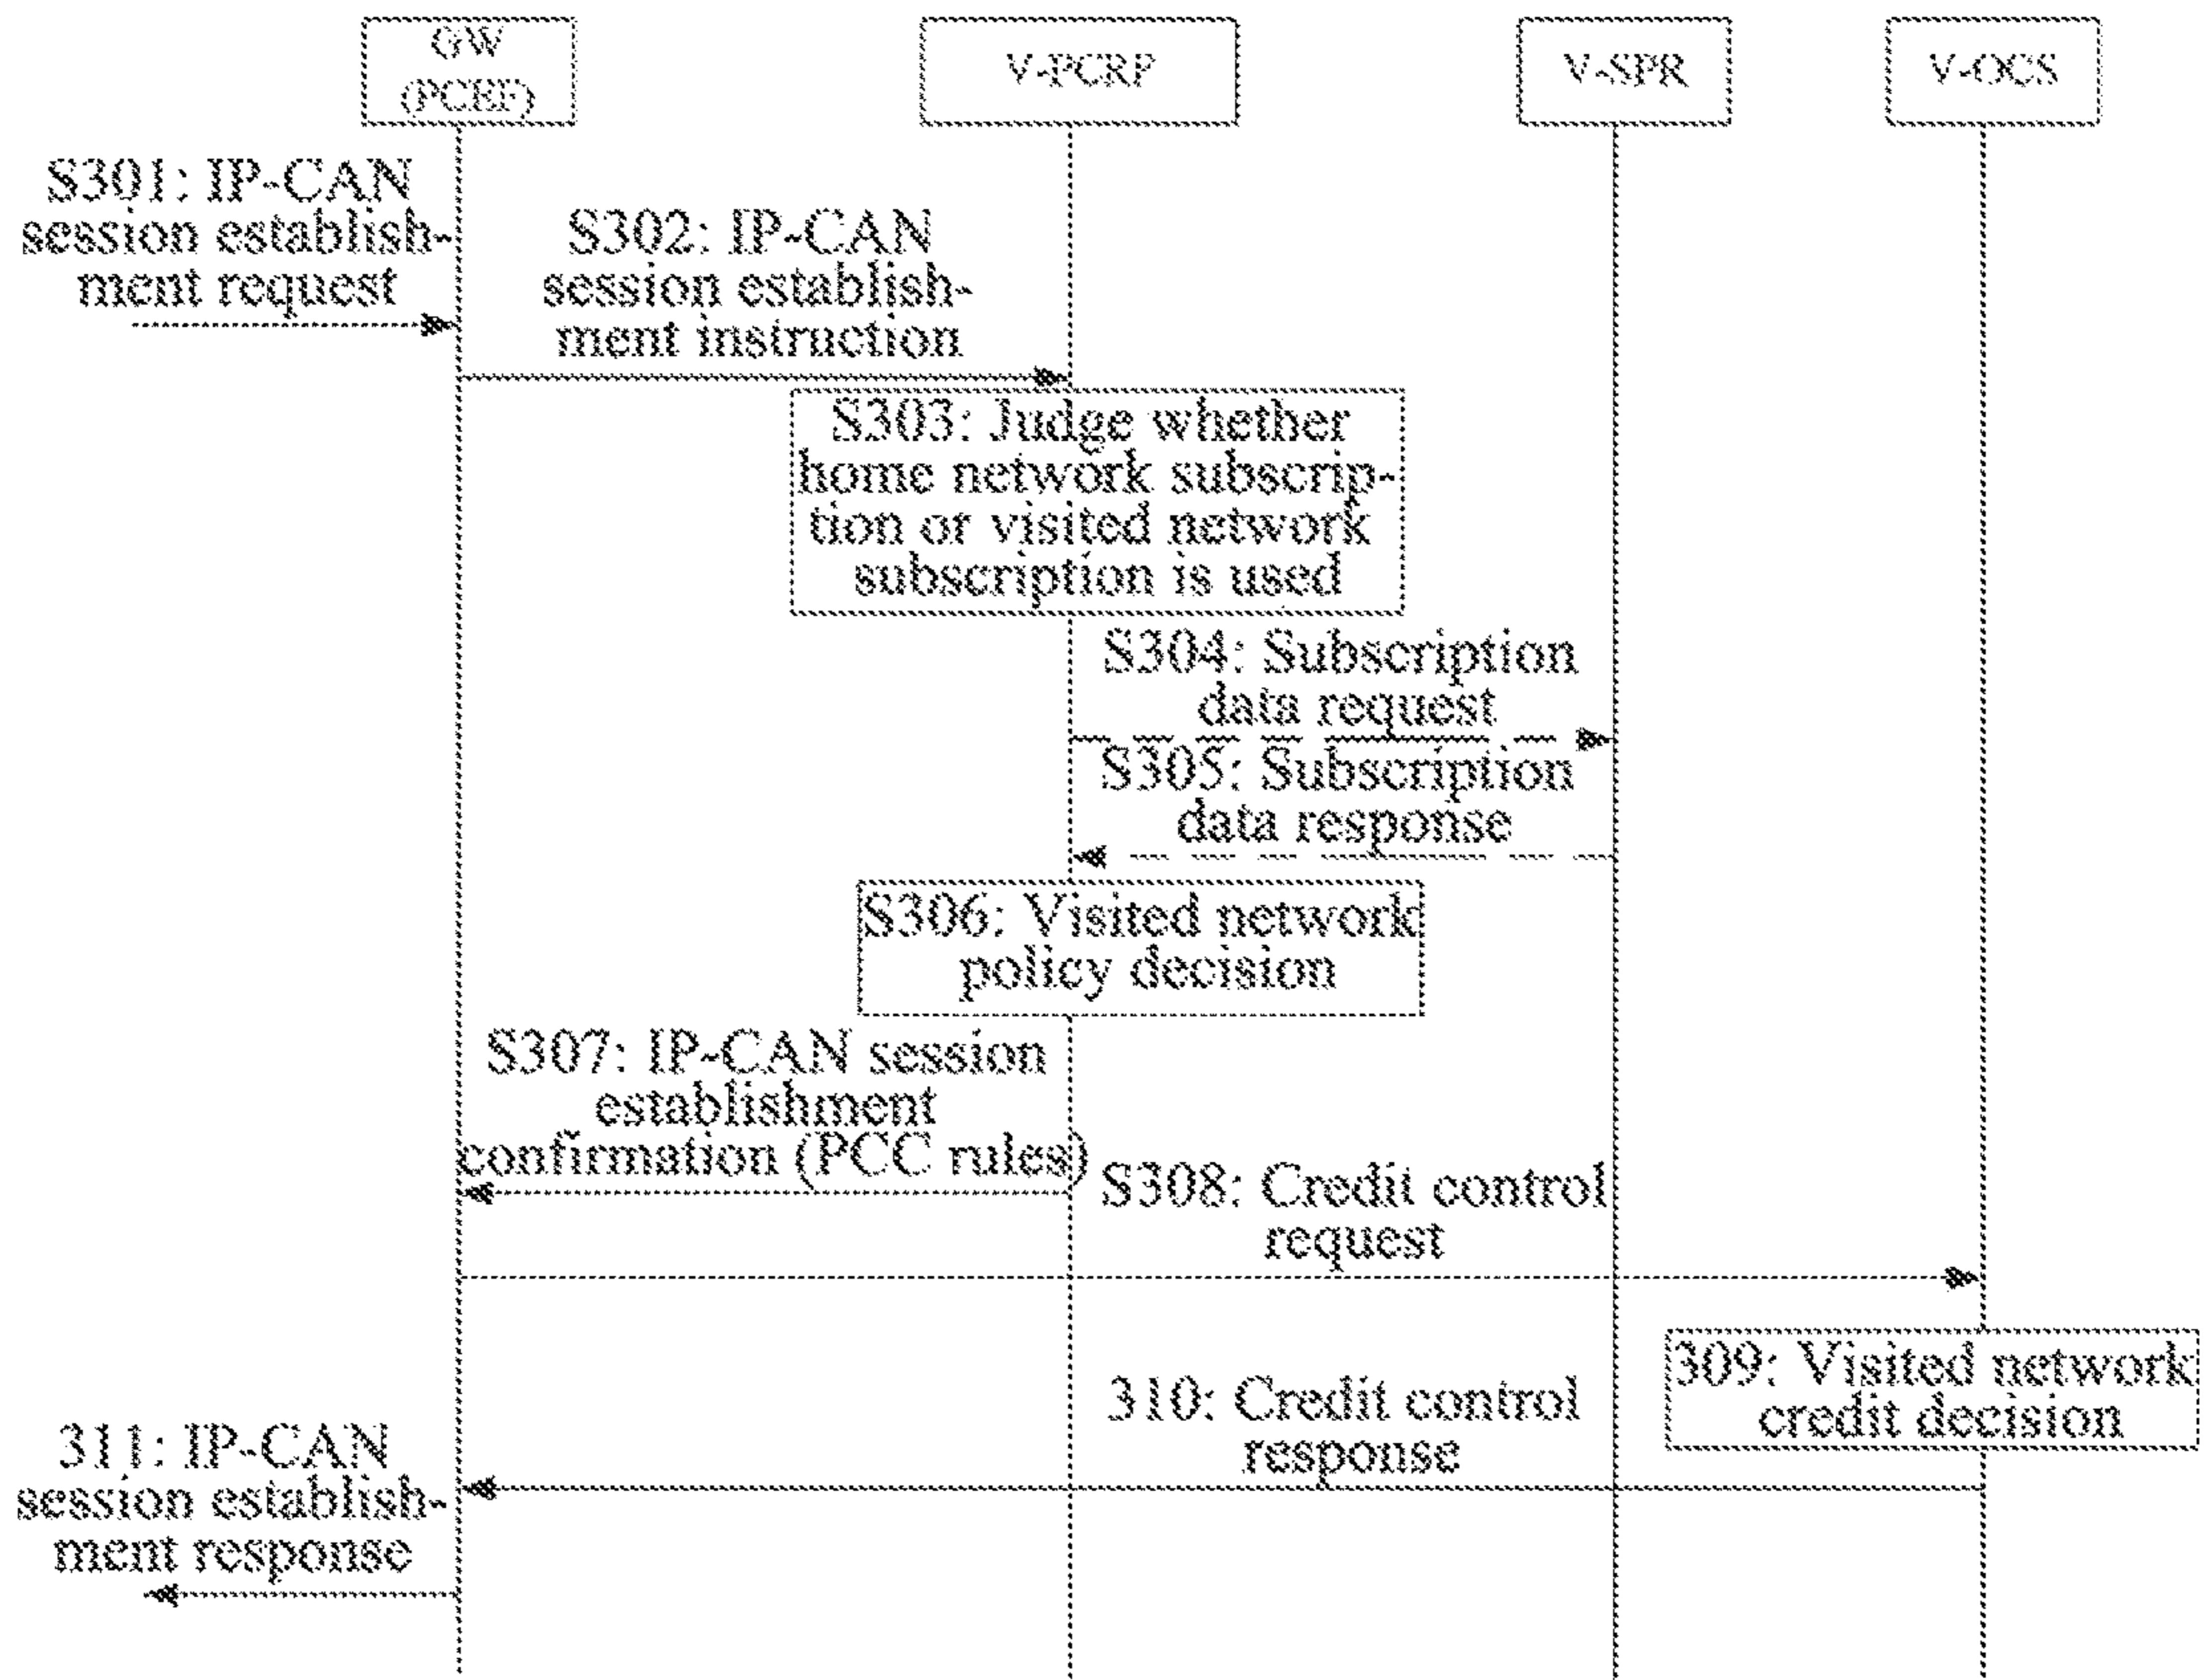 GW
(PCEF)
V-PCRF
V-SPR
V-OCS
S301: IP-CAN
session establish-
ment request
S302: IP-CAN
session establish-
ment instruction
S303: Judge whether
home network subscrip-
tion or visited network
subscription is used
S304: Subscription
data request
S305: Subscription
data response
S306: Visited network
policy decision
S307: IP-CAN session
establishment
confirmation (PCC rules)
S308: Credit control
request
309: Visited network
credit decision
310: Credit control
response
311: IP-CAN
session establish-
ment response